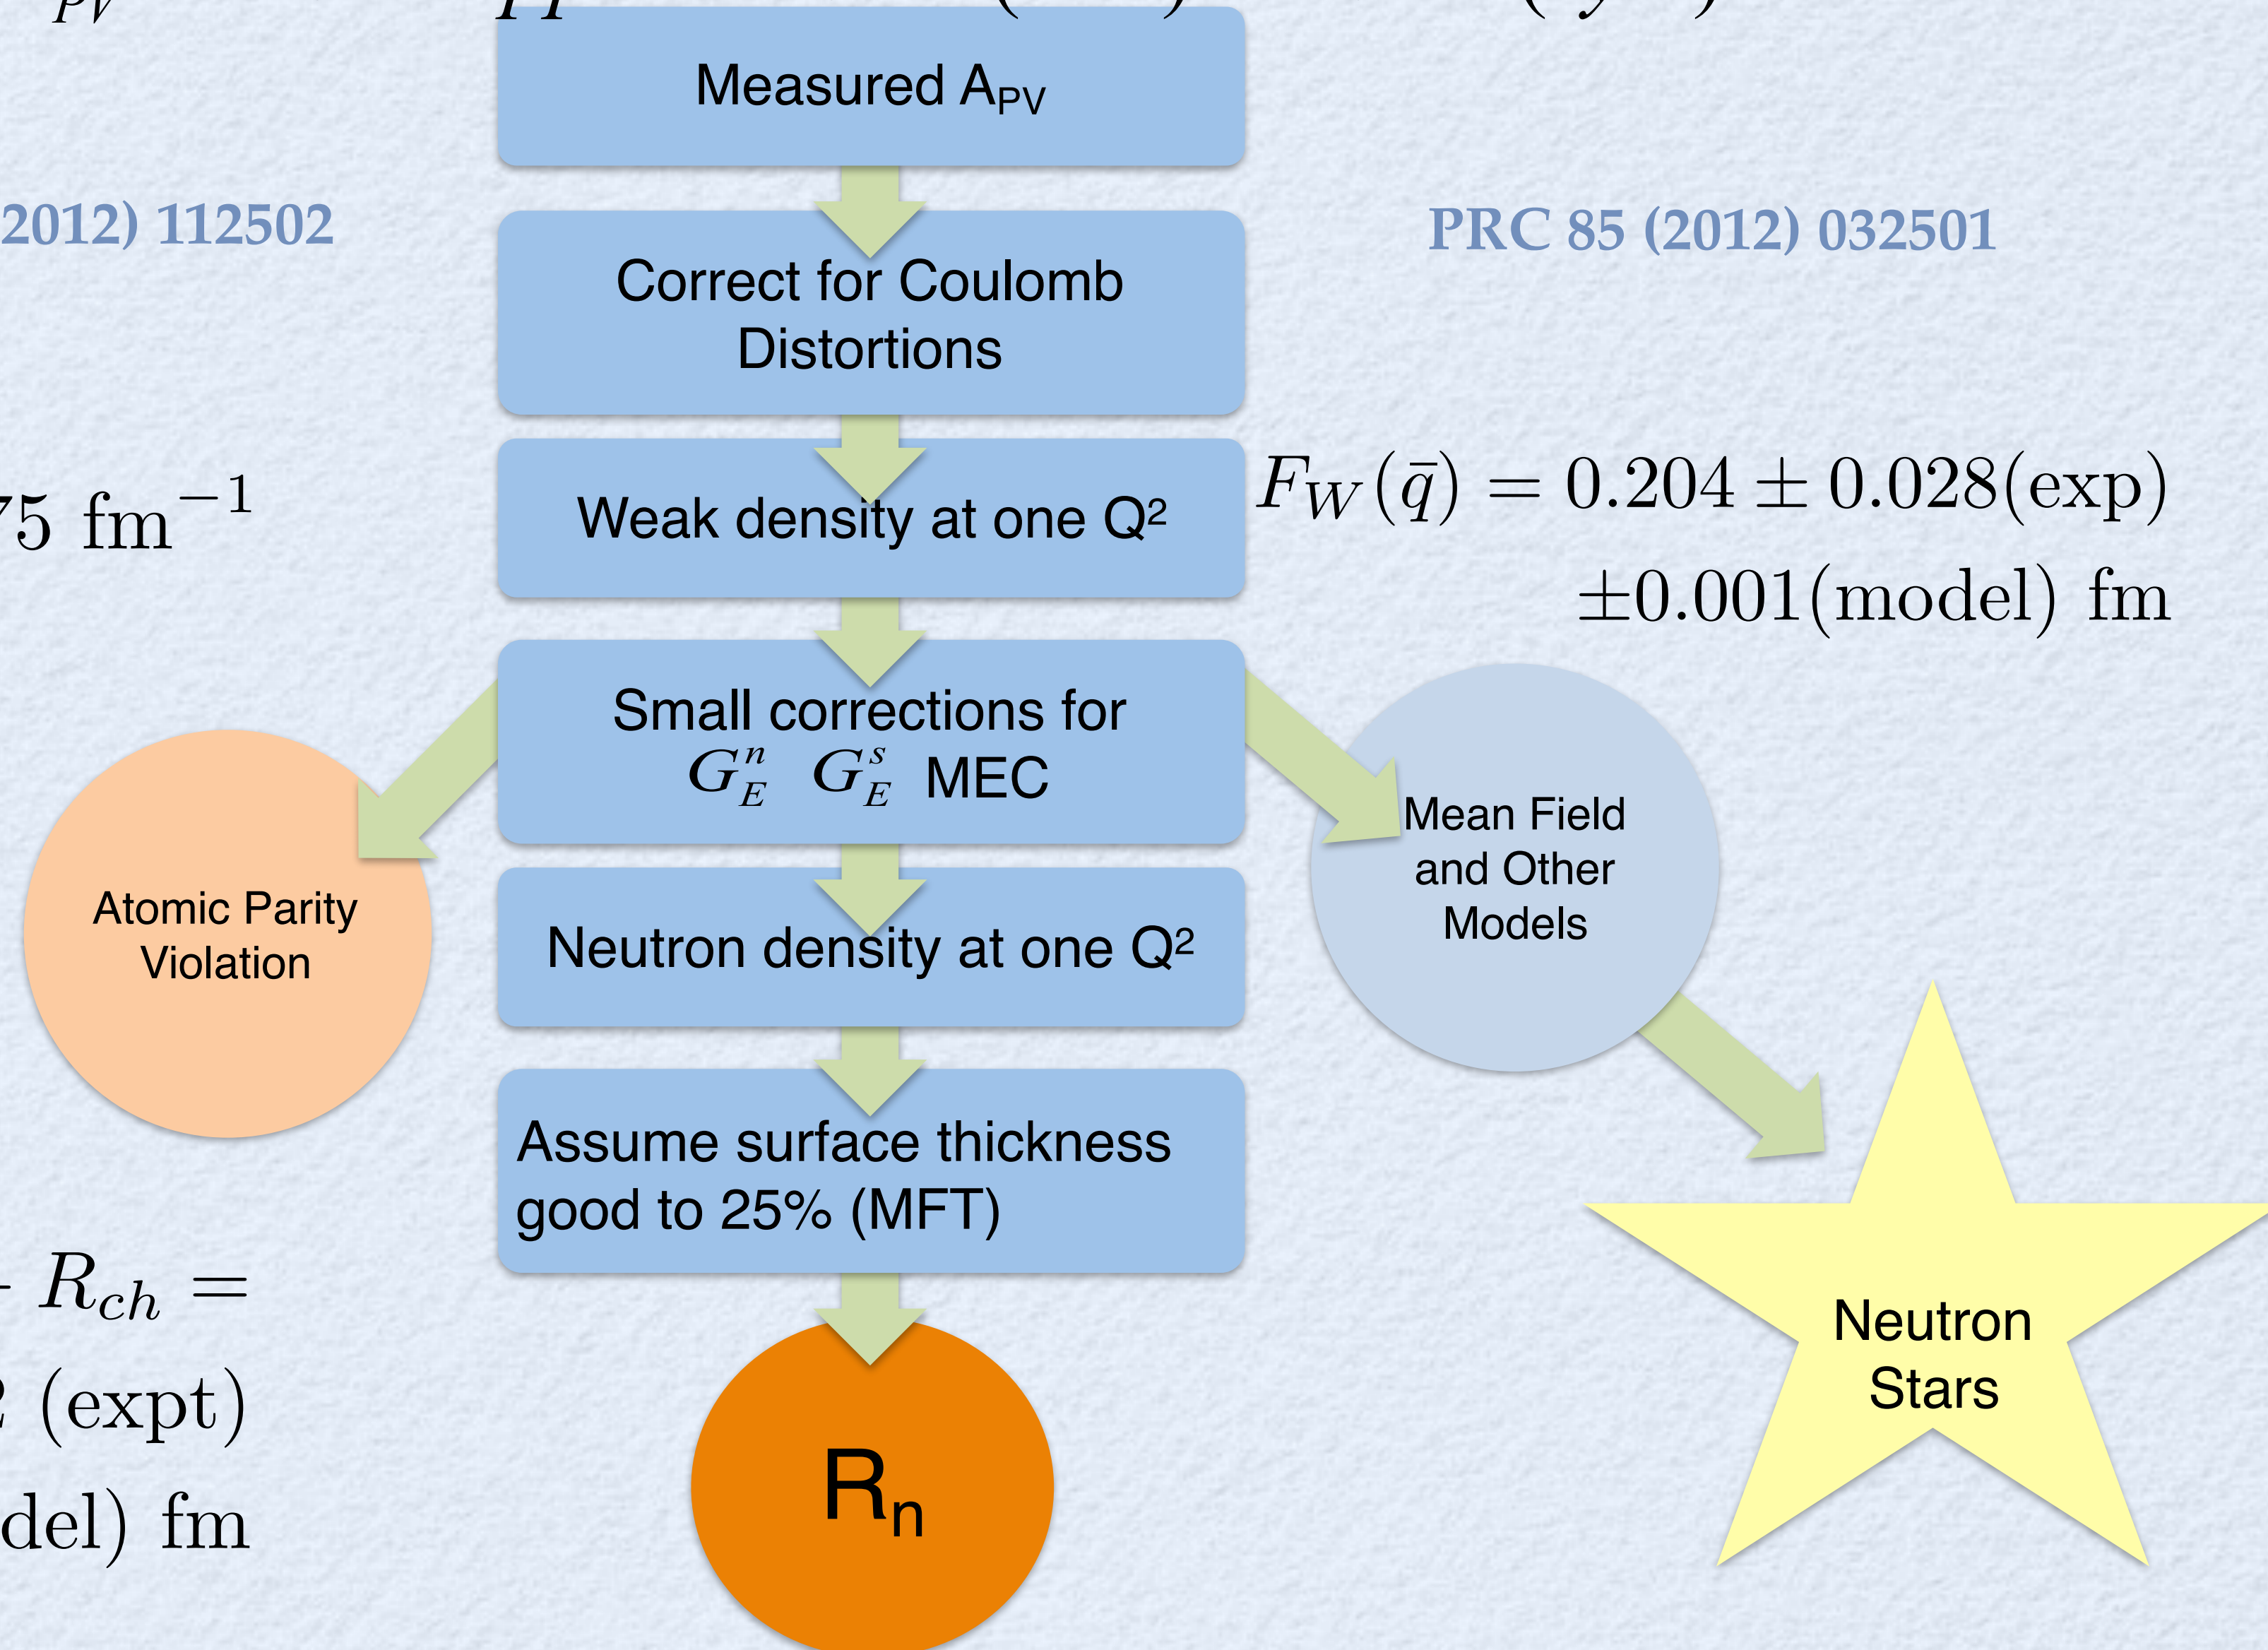 PV
Measured A_PV
2012) 112502
PRC 85 (2012) 032501
Correct for Coulomb
Distortions
75 fm⁻¹
Weak density at one Q²
F_W(q̄) = 0.204 ± 0.028(exp)
±0.001(model) fm
Small corrections for
G_E^n G_E^s MEC
Mean Field
and Other
Models
Atomic Parity
Violation
Neutron density at one Q²
Assume surface thickness
good to 25% (MFT)
R_ch =
(expt)
del) fm
Neutron
Stars
R_n